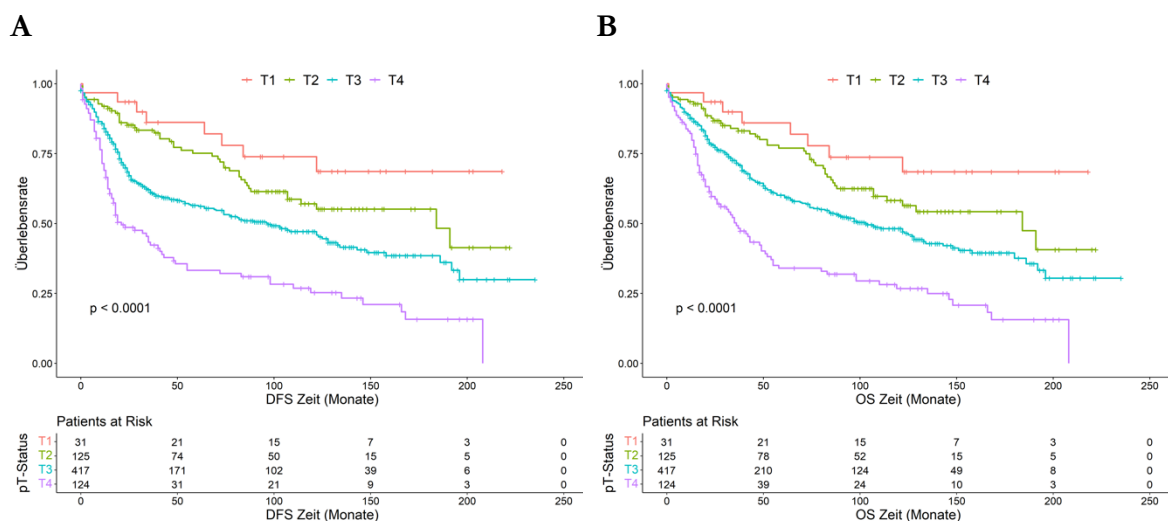 A
T1 T2 T3 T4
1.00
0.75
0.50
0.25
0.00
Überlebensrate
p < 0.0001
0 50 100 150 200 250
DFS Zeit (Monate)
Patients at Risk
pT-Status
T1 31 21 15 7 3 0
T2 125 74 50 15 5 0
T3 417 171 102 39 6 0
T4 124 31 21 9 3 0
0 50 100 150 200 250
DFS Zeit (Monate)
B
T1 T2 T3 T4
1.00
0.75
0.50
0.25
0.00
Überlebensrate
p < 0.0001
0 50 100 150 200 250
OS Zeit (Monate)
Patients at Risk
pT-Status
T1 31 21 15 7 3 0
T2 125 78 52 15 5 0
T3 417 210 124 49 8 0
T4 124 39 24 10 3 0
0 50 100 150 200 250
OS Zeit (Monate)